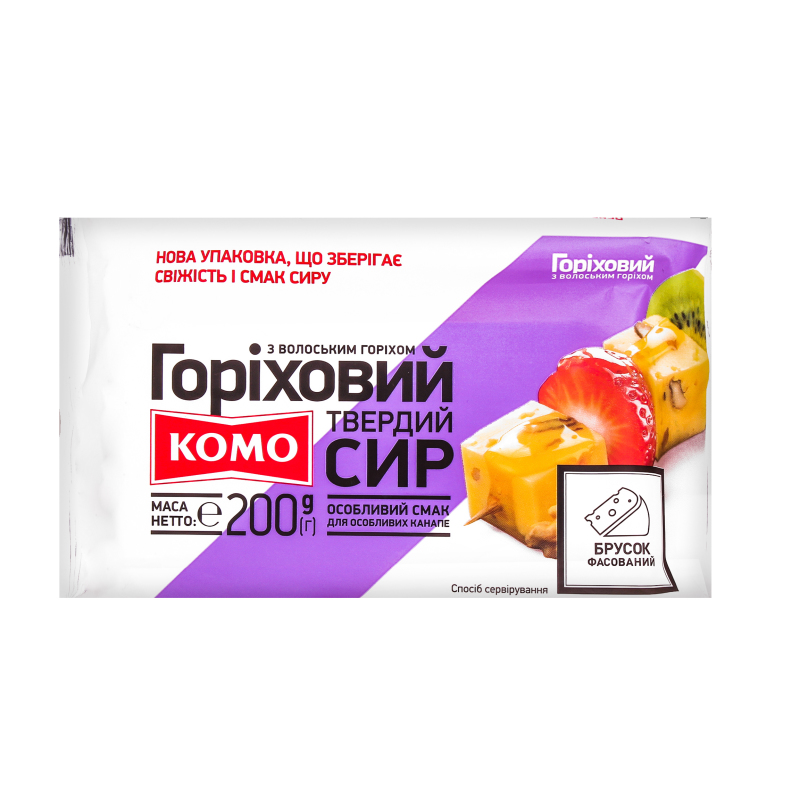 НОВА УПАКОВКА, ЩО ЗБЕРІГАЄ
СВІЖІСТЬ І СМАК СИРУ
Горіховий
з волоським горіхом
З ВОЛОСЬКИМ ГОРІХОМ
Горіховий
КОМО
ТВЕРДИЙ
СИР
МАСА
НЕТТО: ℮ 200 g (г)
ОСОБЛИВИЙ СМАК
ДЛЯ ОСОБЛИВИХ КАНАПЕ
БРУСОК
ФАСОВАНИЙ
Спосіб сервірування